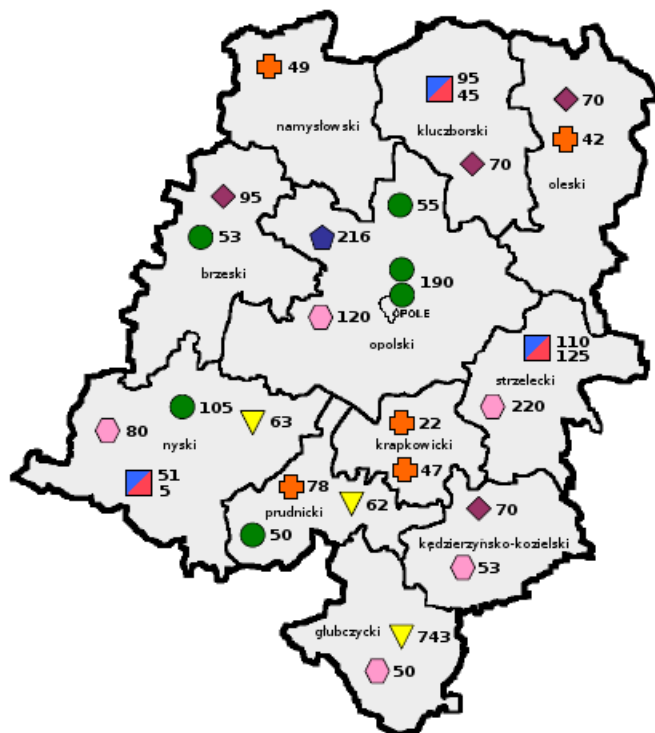 49
95
45
70
namysłowski
kluczborski
42
70
oleski
95
55
53
216
brzeski
190
OPOLE
120
opolski
110
125
strzelecki
220
105
63
22
80
nyski
krapkowicki
47
51
5
78
62
prudnicki
70
50
kędzierzyńsko-kozielski
53
głubczycki
743
50